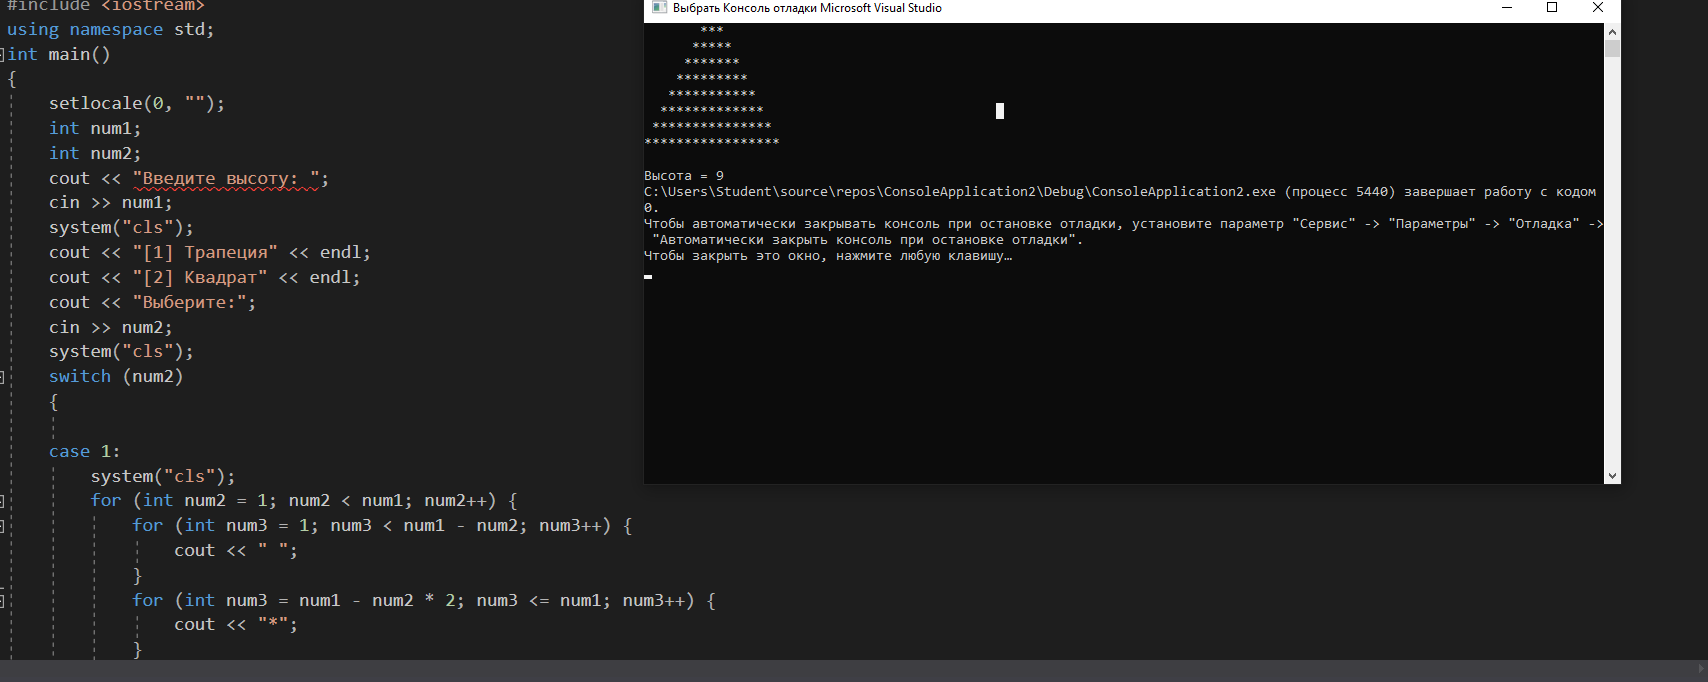 #include <iostream>
using namespace std;
int main()
{
    setlocale(0, "");
    int num1;
    int num2;
    cout << "Введите высоту: ";
    cin >> num1;
    system("cls");
    cout << "[1] Трапеция" << endl;
    cout << "[2] Квадрат" << endl;
    cout << "Выберите:";
    cin >> num2;
    system("cls");
    switch (num2)
    {
    case 1:
        system("cls");
        for (int num2 = 1; num2 < num1; num2++) {
            for (int num3 = 1; num3 < num1 - num2; num3++) {
                cout << " ";
            }
            for (int num3 = num1 - num2 * 2; num3 <= num1; num3++) {
                cout << "*";
            }
Выбрать Консоль отладки Microsoft Visual Studio
       ***
      *****
     *******
    *********
   ***********
  *************
 ***************
*****************
Высота = 9
C:\Users\Student\source\repos\ConsoleApplication2\Debug\ConsoleApplication2.exe (процесс 5440) завершает работу с кодом
0.
Чтобы автоматически закрывать консоль при остановке отладки, установите параметр "Сервис" -> "Параметры" -> "Отладка" ->
 "Автоматически закрыть консоль при остановке отладки".
Чтобы закрыть это окно, нажмите любую клавишу…